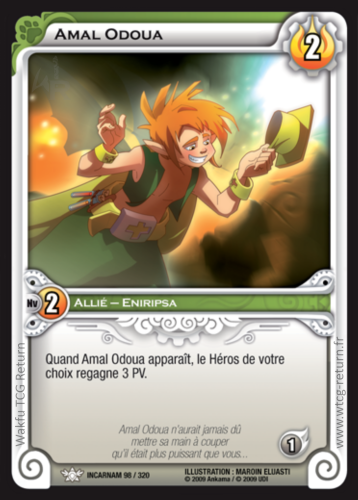 AMAL ODOUA
2
Nv 2
ALLIÉ – ENIRIPSA
Quand Amal Odoua apparaît, le Héros de votre
choix regagne 3 PV.
Amal Odoua n'aurait jamais dû
mettre sa main à couper
qu'il était plus puissant que vous...
1
INCARNAM 98 / 320
ILLUSTRATION : MAROIN ELUASTI
© 2009 Ankama / © 2009 UDI
Wakfu TCG Return
www.wtcg-return.fr